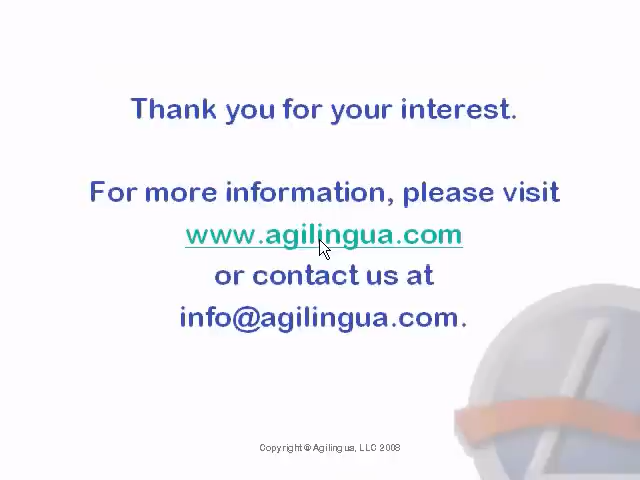 Thank you for your interest.
For more information, please visit
www.agilingua.com
or contact us at
info@agilingua.com.
Copyright © Agilingua, LLC 2008